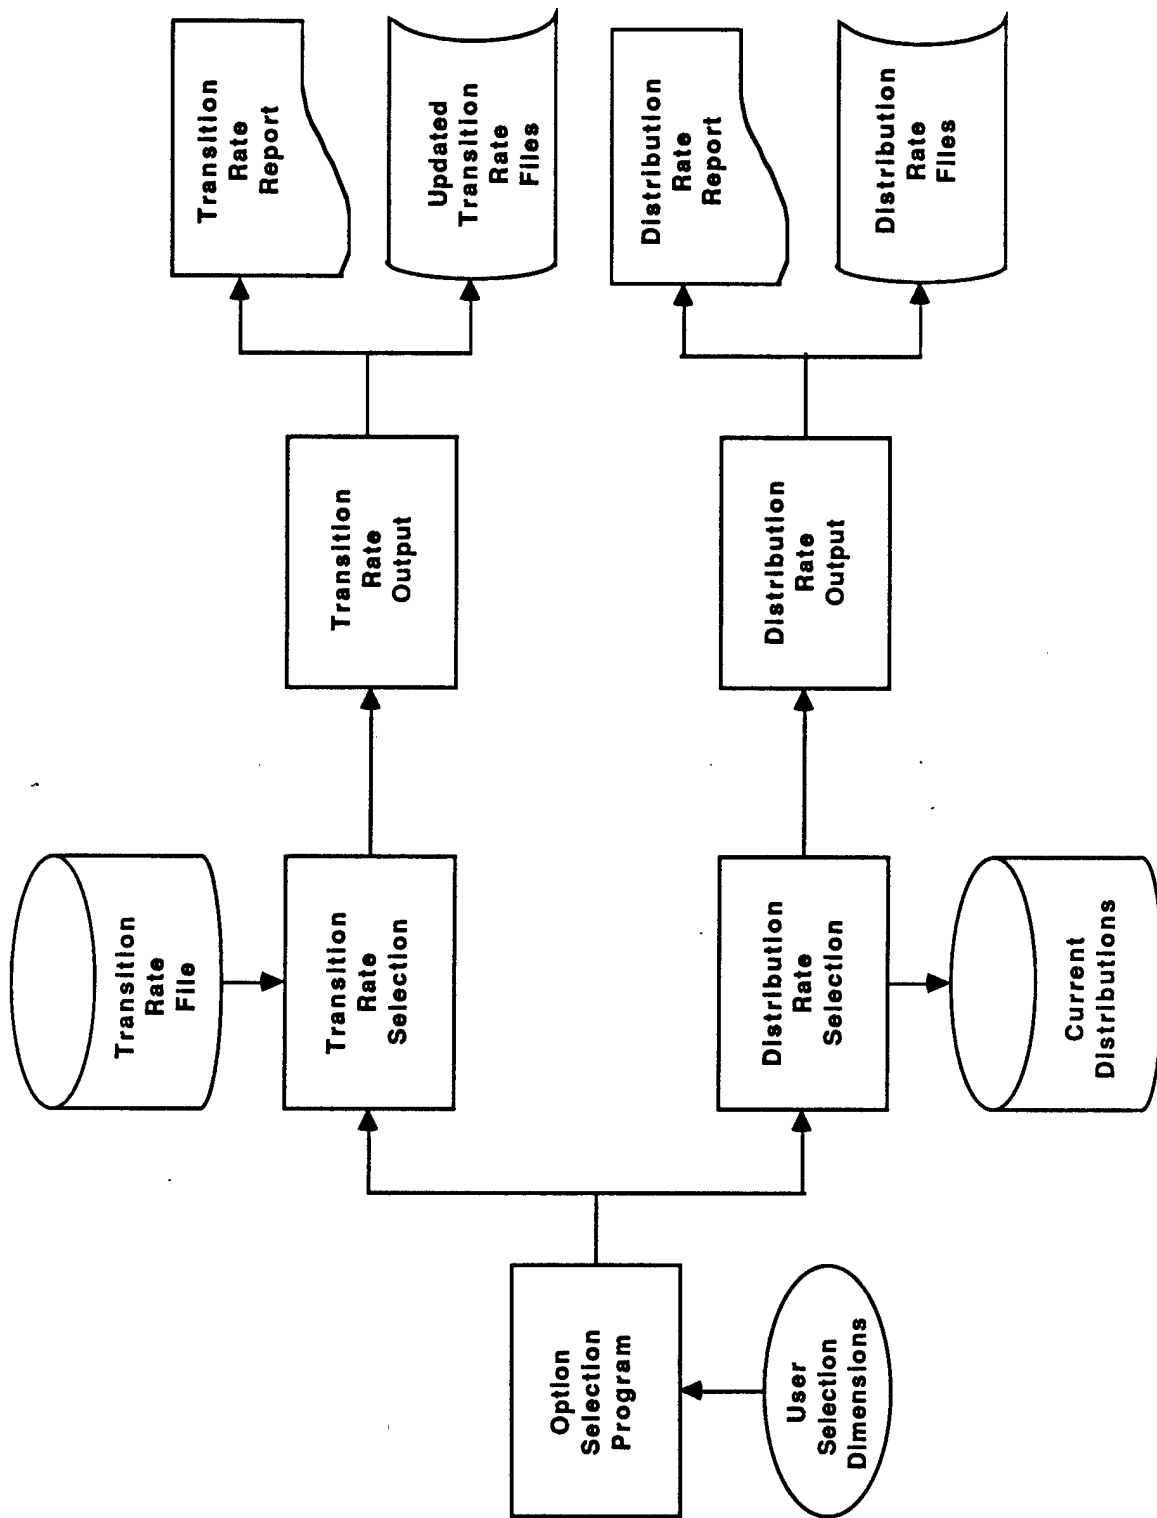 User
Selection
Dimensions
Option
Selection
Program
Transition
Rate
File
Transition
Rate
Selection
Distribution
Rate
Selection
Current
Distributions
Transition
Rate
Output
Distribution
Rate
Output
Transition
Rate
Report
Updated
Transition
Rate
Files
Distribution
Rate
Report
Distribution
Rate
Files